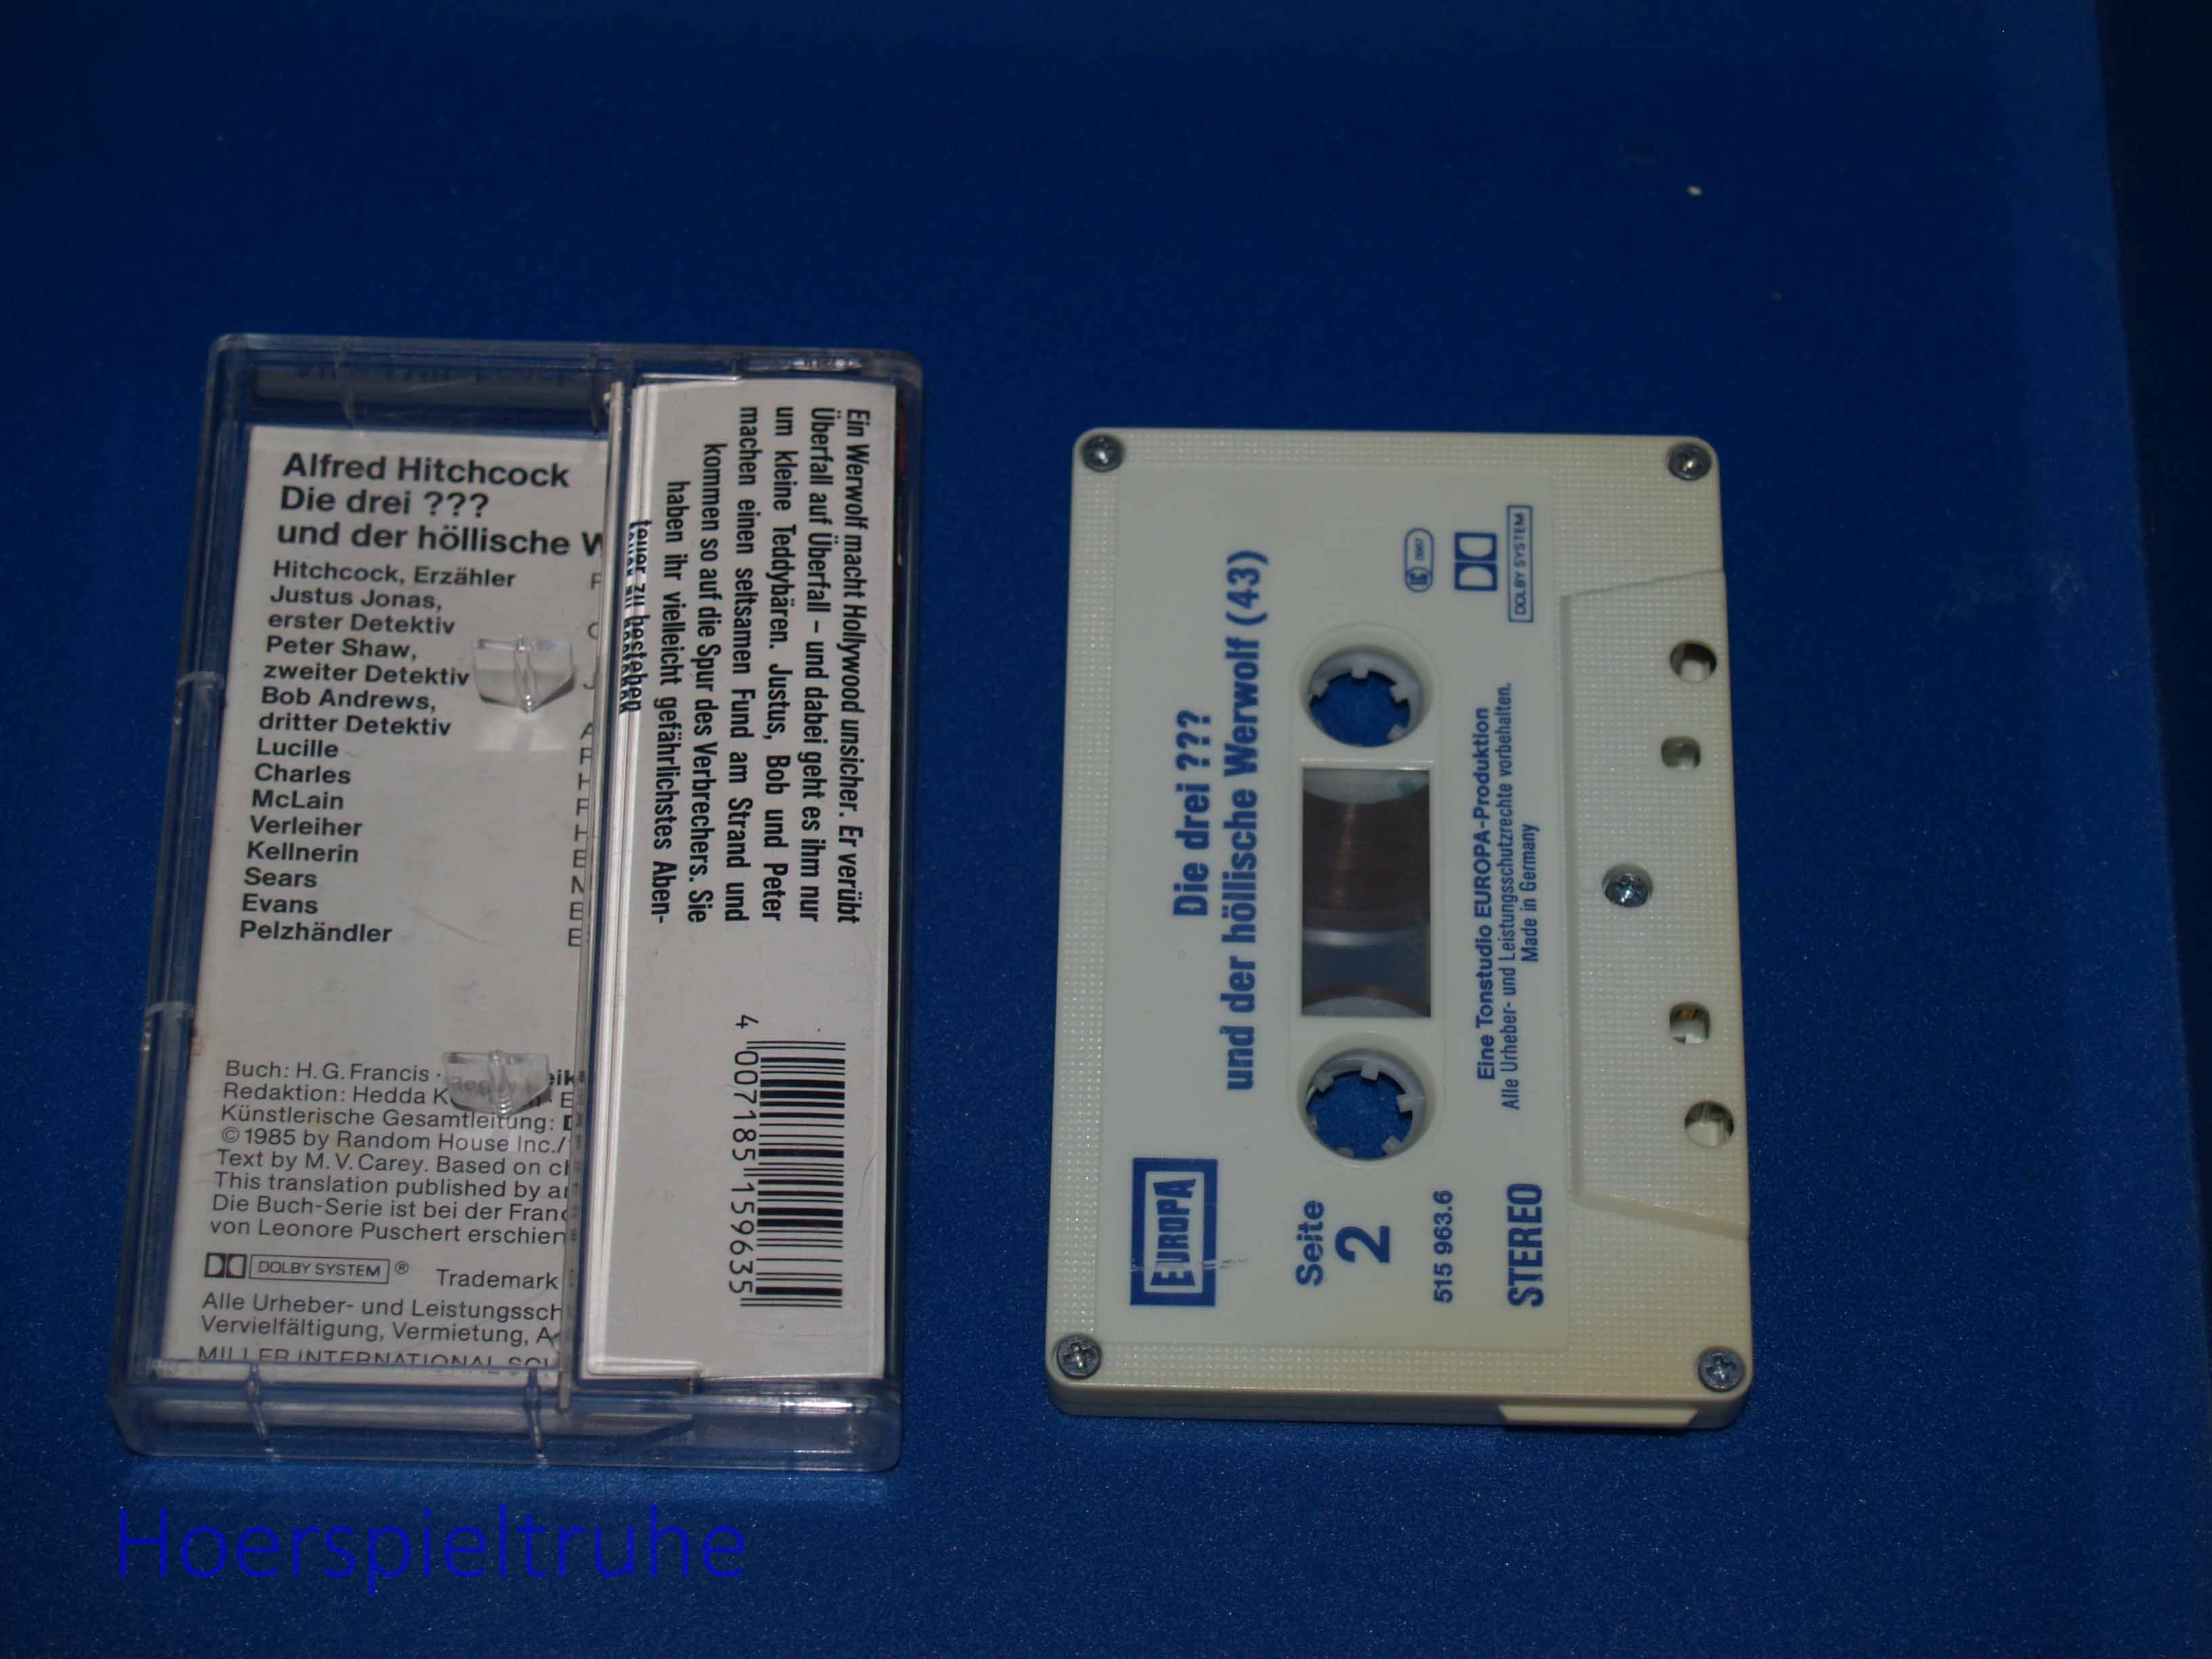 Alfred Hitchcock
Die drei ???
und der höllische
Hitchcock, Erzähler
Justus Jonas,
erster Detektiv
Peter Shaw,
zweiter Detektiv
Bob Andrews,
dritter Detektiv
Lucille
Charles
McLain
Verleiher
Kellnerin
Sears
Evans
Pelzhändler
Buch: H. G. Francis ·
Redaktion: Hedda
Künstlerische Gesamtleitung:
© 1985 by Random House Inc./
Text by M. V. Carey. Based on
This translation published by
Die Buch-Serie ist bei der
von Leonore Puschert
DOLBY SYSTEM ® Trademark
Alle Urheber- und
Vervielfältigung, Vermietung,
MILLER INTERNATIONAL
Ein Werwolf macht Hollywood unsicher. Er verübt
Überfall auf Überfall – und dabei geht es ihm nur
um kleine Teddybären. Justus, Bob und Peter
machen einen seltsamen Fund am Strand und
kommen so auf die Spur des Verbrechers. Sie
haben ihr vielleicht gefährlichstes Aben-
teuer zu bestehen
4 007185 159635
Die drei ???
und der höllische Werwolf (43)
DOLBY SYSTEM
EUROPA
Seite
2
515 963.6
STEREO
Eine Tonstudio EUROPA-Produktion
Alle Urheber- und Leistungsschutzrechte vorbehalten.
Made in Germany
Hoerspieltruhe